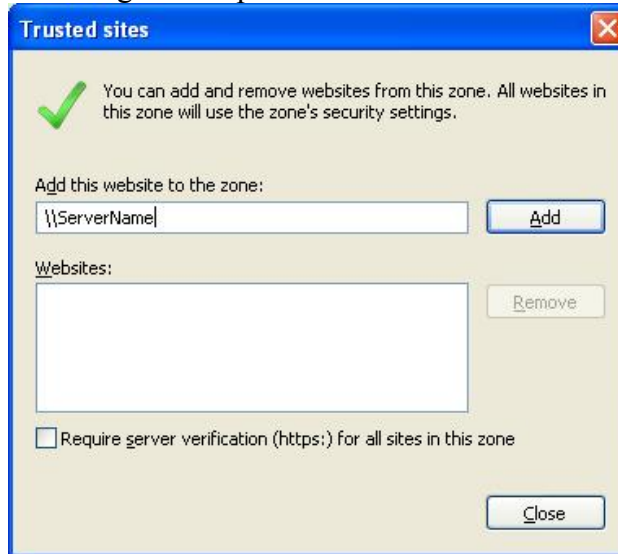 Trusted sites
You can add and remove websites from this zone. All websites in
this zone will use the zone's security settings.
Add this website to the zone:
\\ServerName
Add
Websites:
Remove
Require server verification (https:) for all sites in this zone
Close